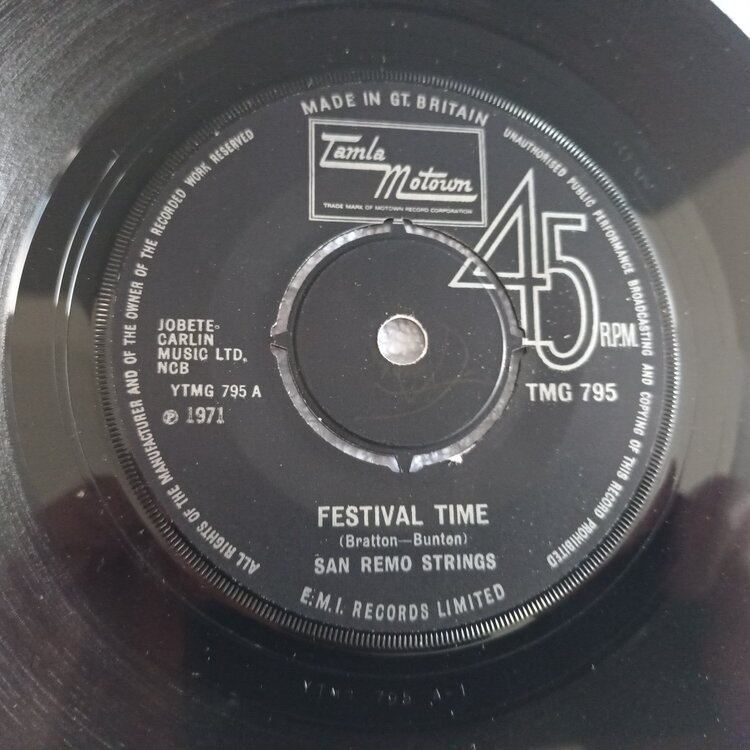 MADE IN GT. BRITAIN
Tamla
Motown
TRADE MARK OF MOTOWN RECORD CORPORATION
UNAUTHORISED PUBLIC PERFORMANCE BROADCASTING AND COPYING OF THIS RECORD PROHIBITED
ALL RIGHTS OF THE MANUFACTURER AND OF THE OWNER OF THE RECORDED WORK RESERVED
45
R.P.M.
JOBETE-
CARLIN
MUSIC LTD,
NCB
YTMG 795 A
℗ 1971
TMG 795
FESTIVAL TIME
(Bratton—Bunton)
SAN REMO STRINGS
E.M.I. RECORDS LIMITED